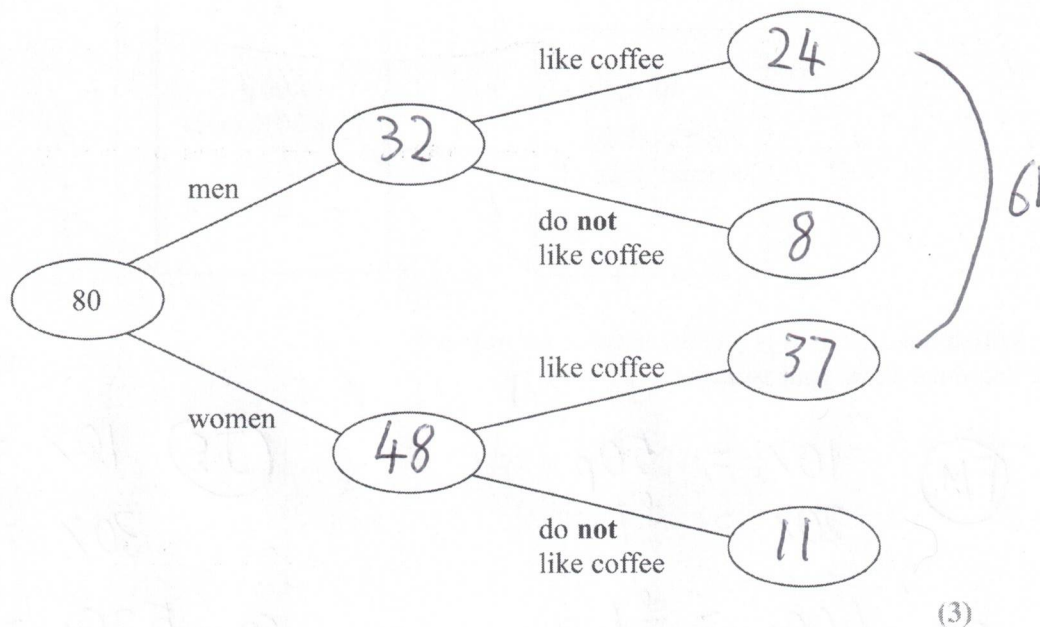 like coffee
24
32
men
do not
like coffee
8
61
80
like coffee
37
women
48
do not
like coffee
11
(3)